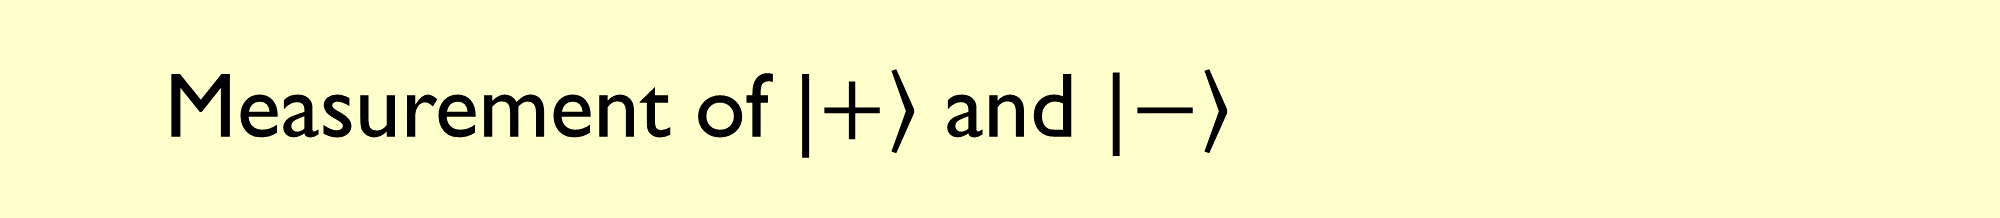 Measurement of |+⟩ and |−⟩